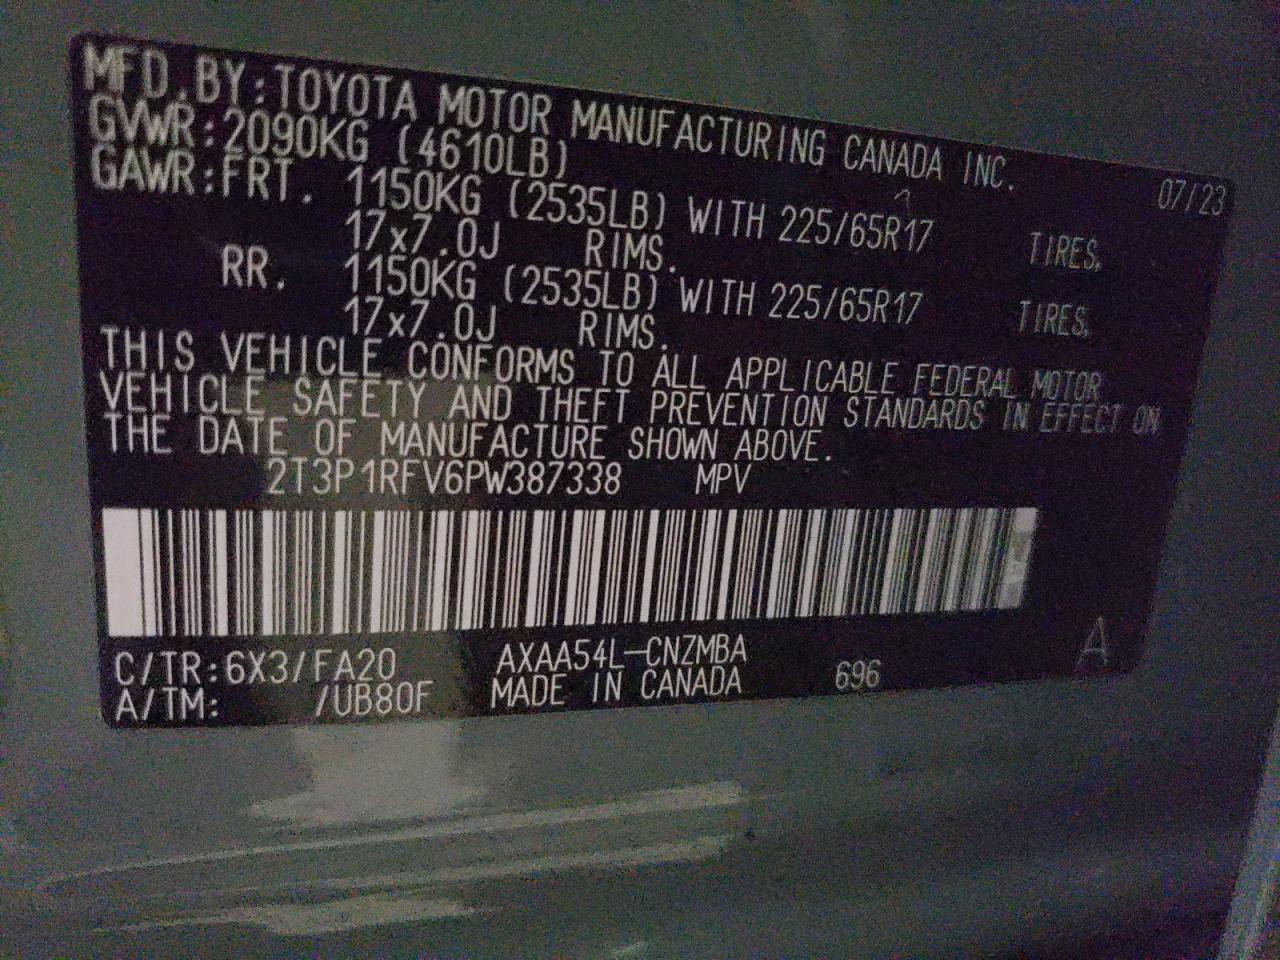 MFD.BY:TOYOTA MOTOR MANUFACTURING CANADA INC. 07/23
GVWR:2090KG (4610LB)
GAWR:FRT. 1150KG (2535LB) WITH 225/65R17 TIRES,
17x7.0J RIMS.
RR. 1150KG (2535LB) WITH 225/65R17 TIRES,
17x7.0J RIMS.
THIS VEHICLE CONFORMS TO ALL APPLICABLE FEDERAL MOTOR
VEHICLE SAFETY AND THEFT PREVENTION STANDARDS IN EFFECT ON
THE DATE OF MANUFACTURE SHOWN ABOVE.
2T3P1RFV6PW387338 MPV
C/TR:6X3/FA20 AXAA54L-CNZMBA
A/TM: /UB80F MADE IN CANADA 696 A